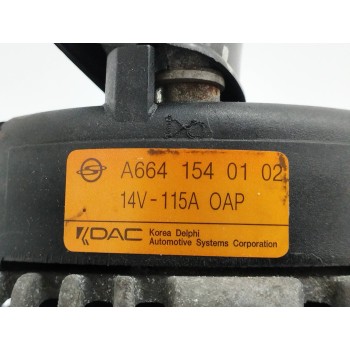 A664 154 01 02
14V-115A OAP
KDAC Korea Delphi
Automotive Systems Corporation